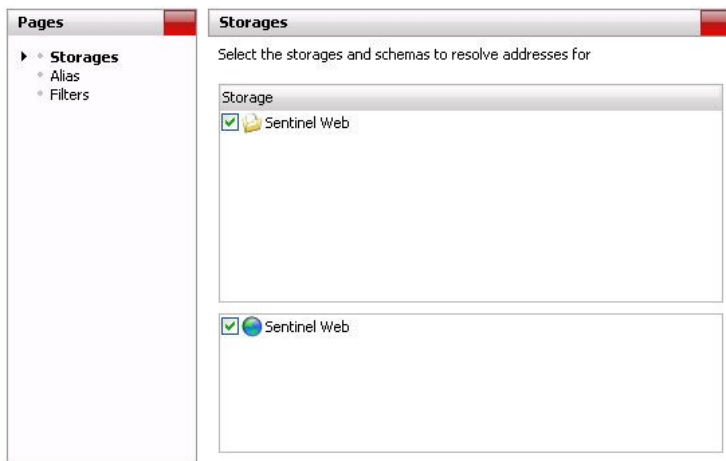 Pages
Storages
Alias
Filters
Storages
Select the storages and schemas to resolve addresses for
Storage
Sentinel Web
Sentinel Web